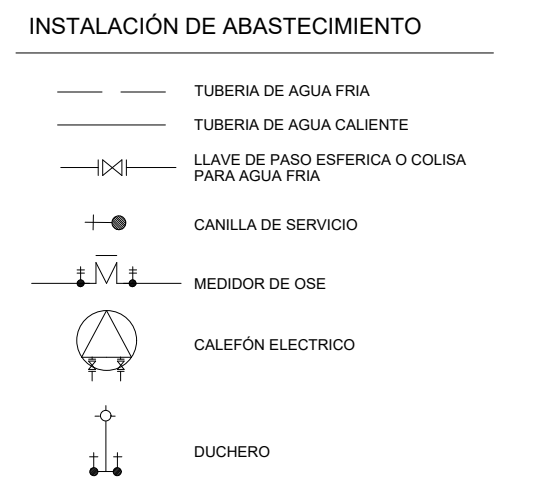 INSTALACIÓN DE ABASTECIMIENTO
TUBERIA DE AGUA FRIA
TUBERIA DE AGUA CALIENTE
LLAVE DE PASO ESFERICA O COLISA
PARA AGUA FRIA
CANILLA DE SERVICIO
MEDIDOR DE OSE
CALEFÓN ELECTRICO
DUCHERO